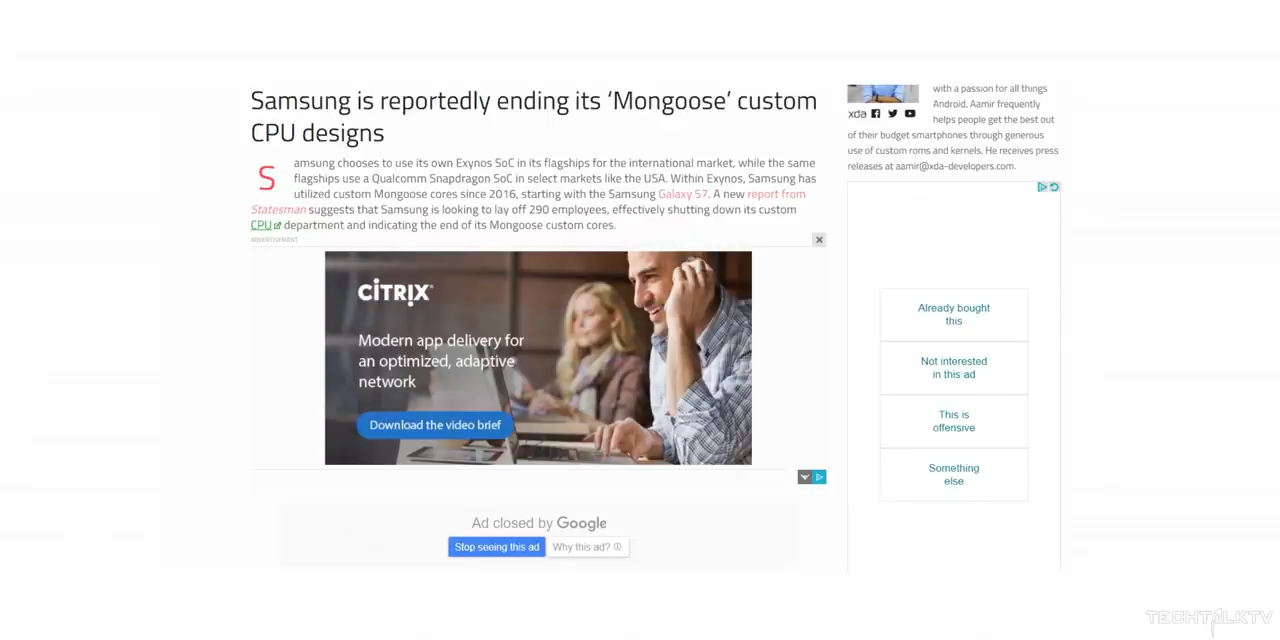 Samsung is reportedly ending its ‘Mongoose’ custom
CPU designs
Samsung chooses to use its own Exynos SoC in its flagships for the international market, while the same
flagships use a Qualcomm Snapdragon SoC in select markets like the USA. Within Exynos, Samsung has
utilized custom Mongoose cores since 2016, starting with the Samsung Galaxy S7. A new report from
Statesman suggests that Samsung is looking to lay off 290 employees, effectively shutting down its custom
CPU department and indicating the end of its Mongoose custom cores.
ADVERTISEMENT
CİTRIX
Modern app delivery for
an optimized, adaptive
network
Download the video brief
Ad closed by Google
Stop seeing this ad
Why this ad?
with a passion for all things
Android, Aamir frequently
xda
helps people get the best out
of their budget smartphones through generous
use of custom roms and kernels. He receives press
releases at aamir@xda-developers.com.
Already bought
this
Not interested
in this ad
This is
offensive
Something
else
TECHTALKTV